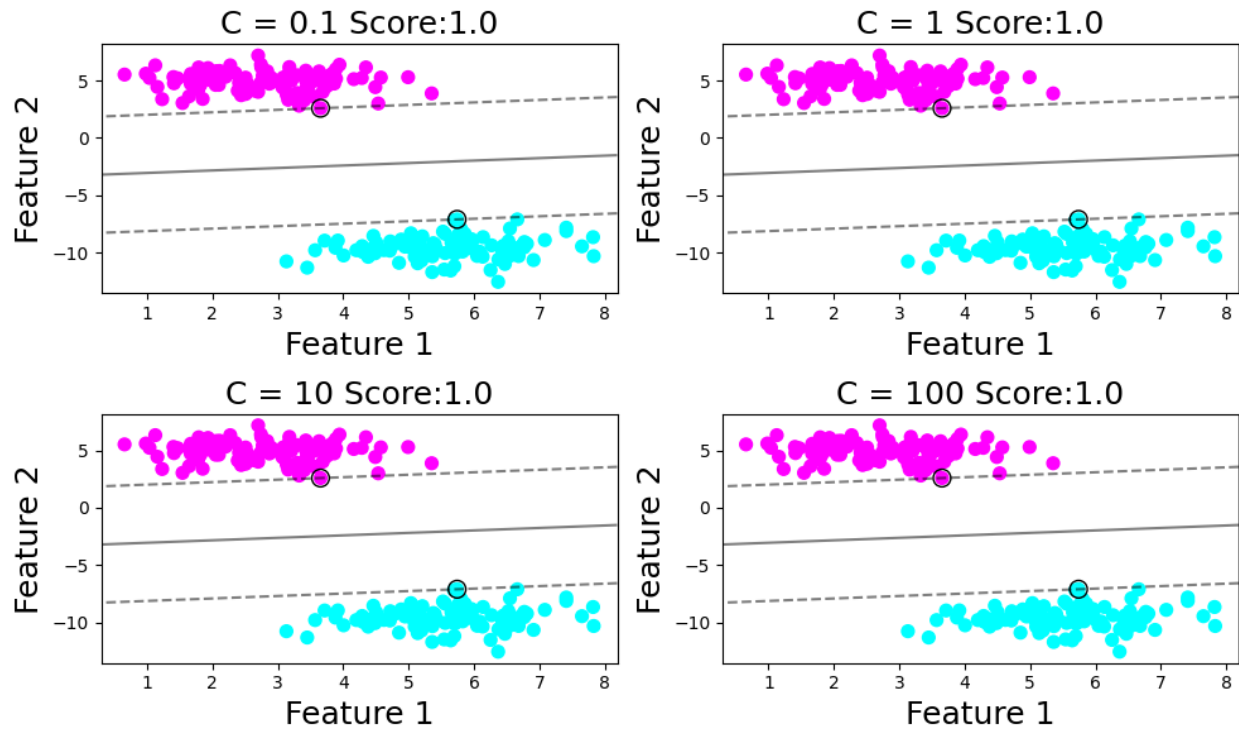 C = 0.1 Score:1.0
Feature 2
5
0
−5
−10
1 2 3 4 5 6 7 8
Feature 1
C = 1 Score:1.0
Feature 2
5
0
−5
−10
1 2 3 4 5 6 7 8
Feature 1
C = 10 Score:1.0
Feature 2
5
0
−5
−10
1 2 3 4 5 6 7 8
Feature 1
C = 100 Score:1.0
Feature 2
5
0
−5
−10
1 2 3 4 5 6 7 8
Feature 1